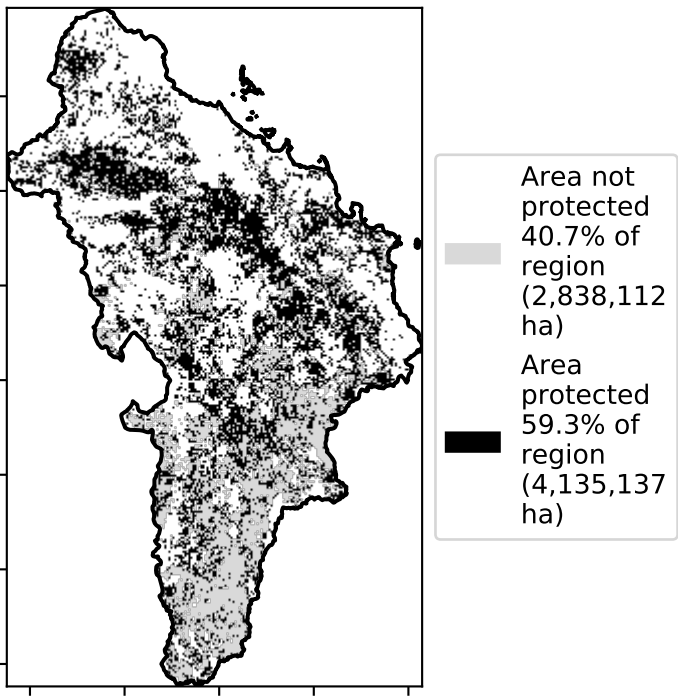 Area not
protected
40.7% of
region
(2,838,112
ha)
Area
protected
59.3% of
region
(4,135,137
ha)